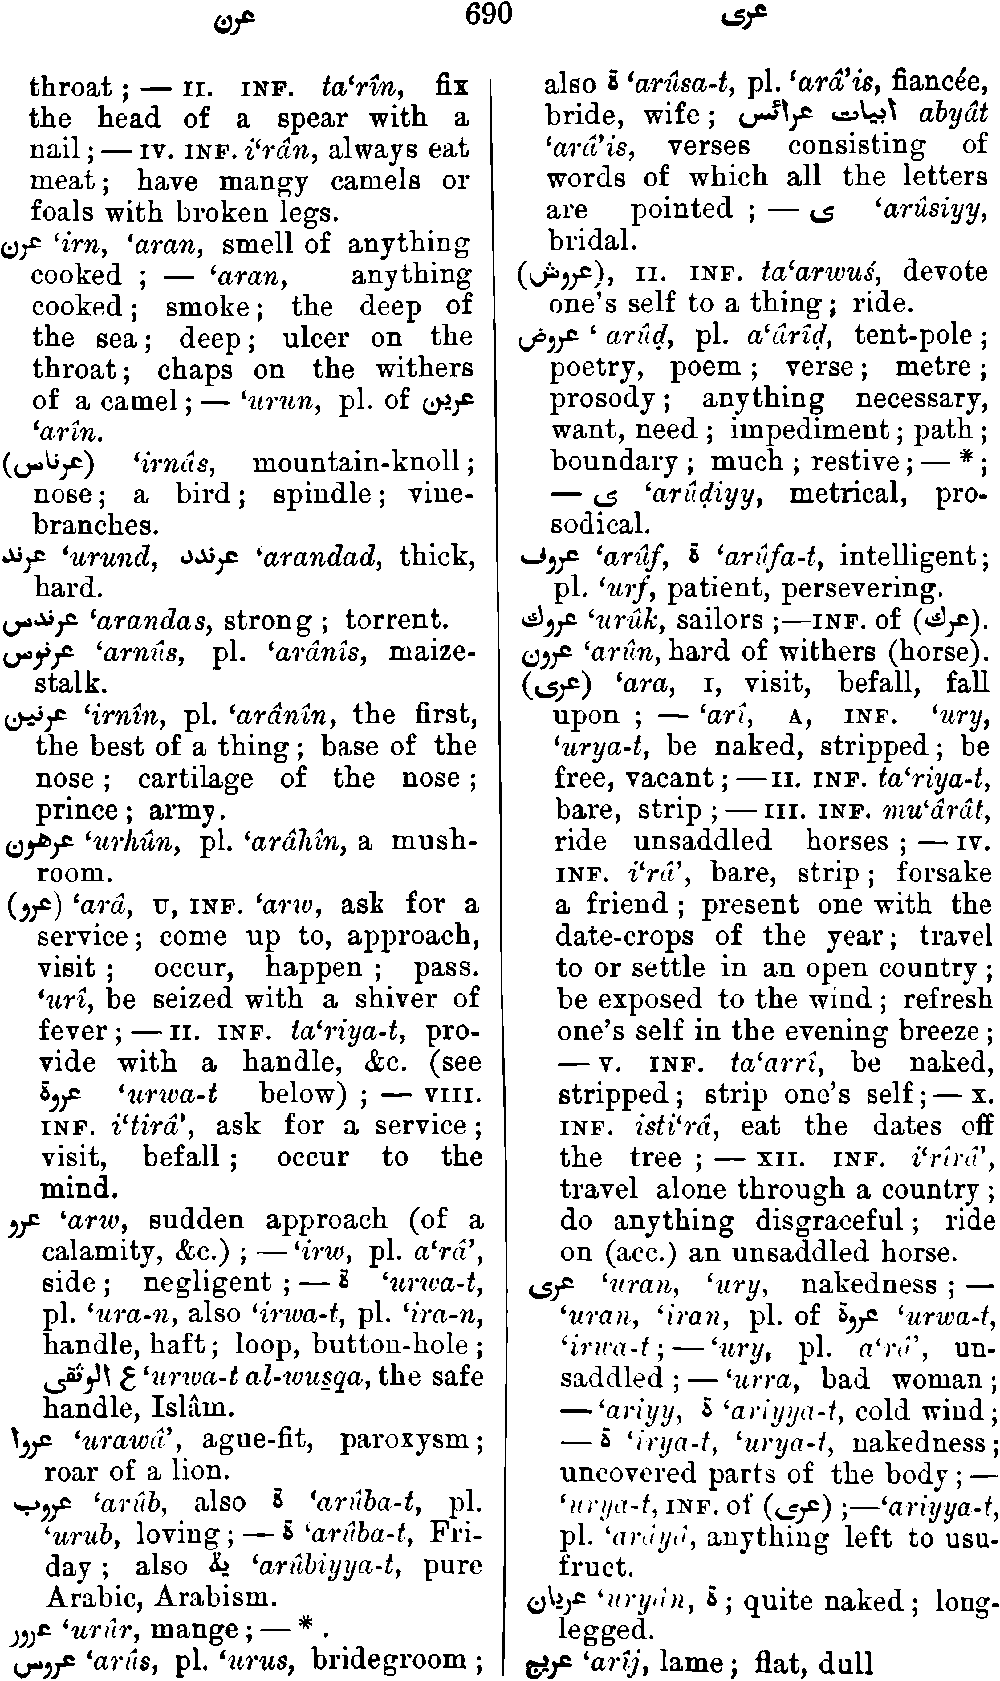 عرن 690 عرى
throat ; — II. INF. ta‘rîn, fix
the head of a spear with a
nail ; — IV. INF. i‘rân, always eat
meat ; have mangy camels or
foals with broken legs.
عرن ‘irn, ‘aran, smell of anything
cooked ; — ‘aran, anything
cooked ; smoke ; the deep of
the sea ; deep ; ulcer on the
throat ; chaps on the withers
of a camel ; — ‘urun, pl. of عرين
‘arîn.
(عرناس) ‘irnâs, mountain-knoll ;
nose ; a bird ; spindle ; vine-
branches.
عرند ‘urund, عرندد ‘arandad, thick,
hard.
عرندس ‘arandas, strong ; torrent.
عرنوس ‘arnûs, pl. ‘arânîs, maize-
stalk.
عرنين ‘irnîn, pl. ‘arânîn, the first,
the best of a thing ; base of the
nose ; cartilage of the nose ;
prince ; army.
عرهون ‘urhûn, pl. ‘arâhîn, a mush-
room.
(عرو) ‘arâ, U, INF. ‘arw, ask for a
service ; come up to, approach,
visit ; occur, happen ; pass.
‘urî, be seized with a shiver of
fever ; — II. INF. ta‘riya-t, pro-
vide with a handle, &c. (see
عروة ‘urwa-t below) ; — VIII.
INF. i‘tirâ’, ask for a service ;
visit, befall ; occur to the
mind.
عرو ‘arw, sudden approach (of a
calamity, &c.) ; — ‘irw, pl. a‘râ’,
side ; negligent ; — ة ‘urwa-t,
pl. ‘ura-n, also ‘irwa-t, pl. ‘ira-n,
handle, haft ; loop, button-hole ;
ع الوثقى ‘urwa-t al-wusqa, the safe
handle, Islâm.
عروا ‘urawâ’, ague-fit, paroxysm ;
roar of a lion.
عروب ‘arûb, also ة ‘arûba-t, pl.
‘urub, loving ; — ة ‘arûba-t, Fri-
day ; also ية ‘arûbiyya-t, pure
Arabic, Arabism.
عرور ‘urûr, mange ; — * .
عروس ‘arûs, pl. ‘urus, bridegroom ;
also ة ‘arûsa-t, pl. ‘arâ’is, fiancée,
bride, wife ; ابيات عرائس abyât
‘arâ’is, verses consisting of
words of which all the letters
are pointed ; — ى ‘arûsiyy,
bridal.
(عروش), II. INF. ta‘arwuś, devote
one's self to a thing ; ride.
عروض ‘ arûḍ, pl. a‘ârîḍ, tent-pole ;
poetry, poem ; verse ; metre ;
prosody ; anything necessary,
want, need ; impediment ; path ;
boundary ; much ; restive ; — * ;
— ى ‘arûḍiyy, metrical, pro-
sodical.
عروف ‘arûf, ة ‘arûfa-t, intelligent ;
pl. ‘urf, patient, persevering.
عروك ‘urûk, sailors ;—INF. of (عرك).
عرون ‘arûn, hard of withers (horse).
(عرى) ‘ara, I, visit, befall, fall
upon ; — ‘arî, A, INF. ‘ury,
‘urya-t, be naked, stripped ; be
free, vacant ; — II. INF. ta‘riya-t,
bare, strip ; — III. INF. mu‘ârât,
ride unsaddled horses ; — IV.
INF. i‘râ’, bare, strip ; forsake
a friend ; present one with the
date-crops of the year ; travel
to or settle in an open country ;
be exposed to the wind ; refresh
one's self in the evening breeze ;
— V. INF. ta‘arrî, be naked,
stripped ; strip one's self ; — X.
INF. isti‘râ, eat the dates off
the tree ; — XII. INF. i‘rîrâ’,
travel alone through a country ;
do anything disgraceful ; ride
on (acc.) an unsaddled horse.
عرى ‘uran, ‘ury, nakedness ; —
‘uran, ‘iran, pl. of عروة ‘urwa-t,
‘irwa-t ; — ‘ury, pl. a‘râ’, un-
saddled ; — ‘urra, bad woman ;
— ‘ariyy, ة ‘ariyya-t, cold wind ;
— ة ‘irya-t, ‘urya-t, nakedness ;
uncovered parts of the body ; —
‘urya-t, INF. of (عرى) ;—‘ariyya-t,
pl. ‘arâyâ, anything left to usu-
fruct.
عريان ‘uryân, ة ; quite naked ; long-
legged.
عريج ‘arîj, lame ; flat, dull